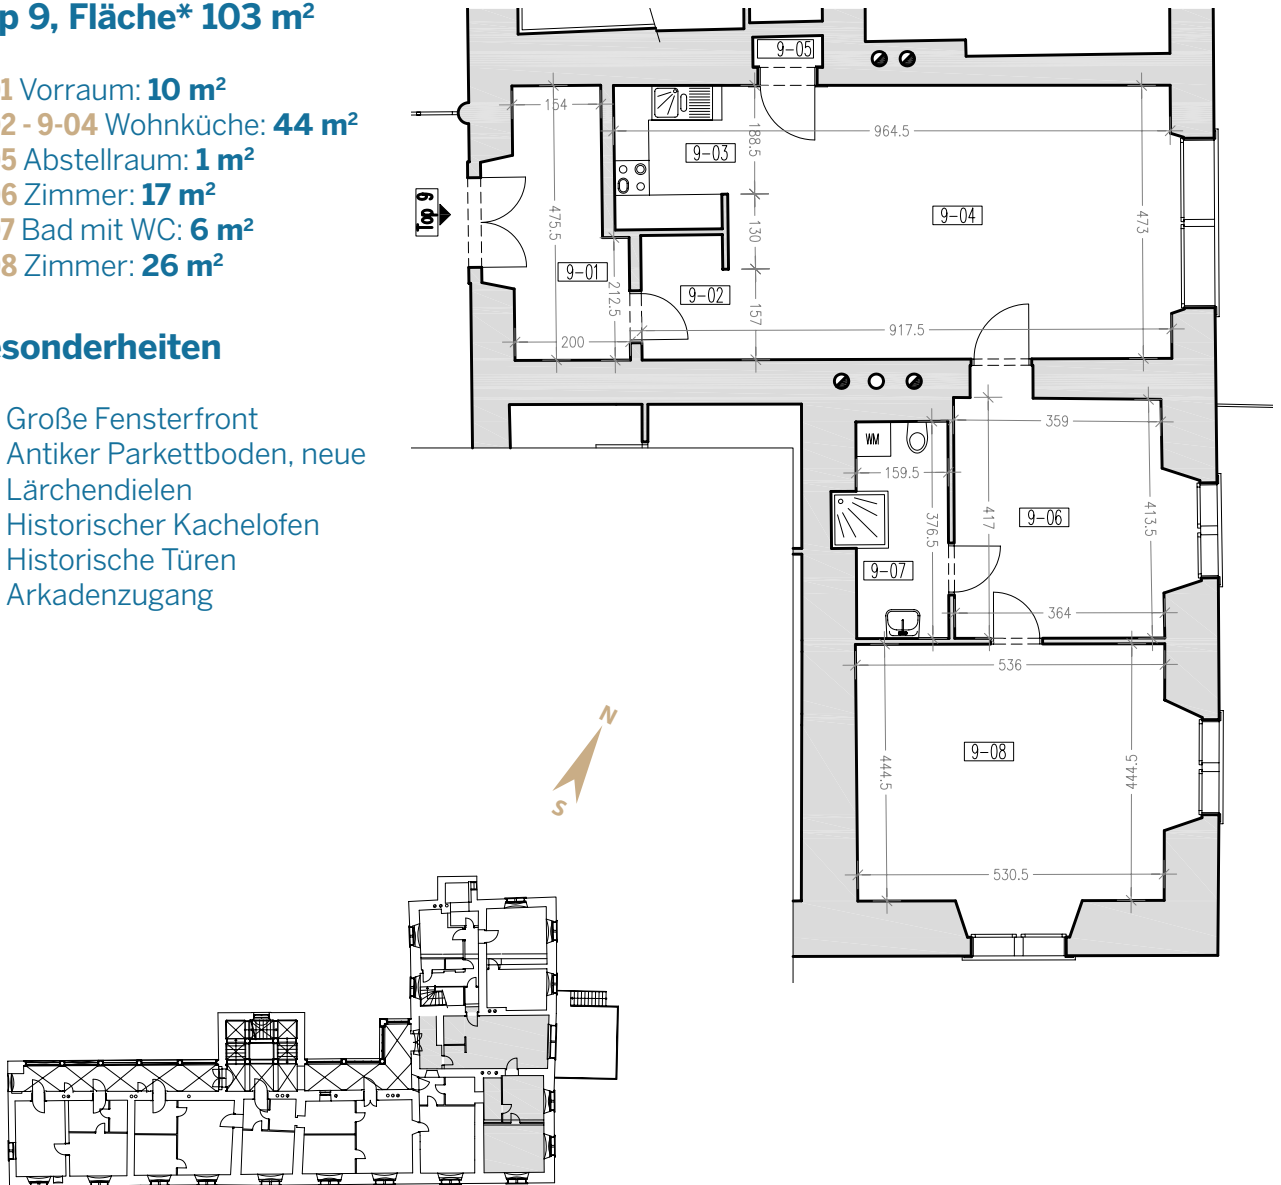 p 9, Fläche* 103 m²
1 Vorraum: 10 m²
2 - 9-04 Wohnküche: 44 m²
5 Abstellraum: 1 m²
6 Zimmer: 17 m²
7 Bad mit WC: 6 m²
8 Zimmer: 26 m²
esonderheiten
Große Fensterfront
Antiker Parkettboden, neue
Lärchendielen
Historischer Kachelofen
Historische Türen
Arkadenzugang
9-05
154
964.5
188.5
9-03
Top 9
475.5
9-04
473
130
9-01
9-02
212.5
157
917.5
200
359
WM
159.5
417
376.5
9-06
413.5
9-07
364
536
9-08
444.5
444.5
530.5
N
S